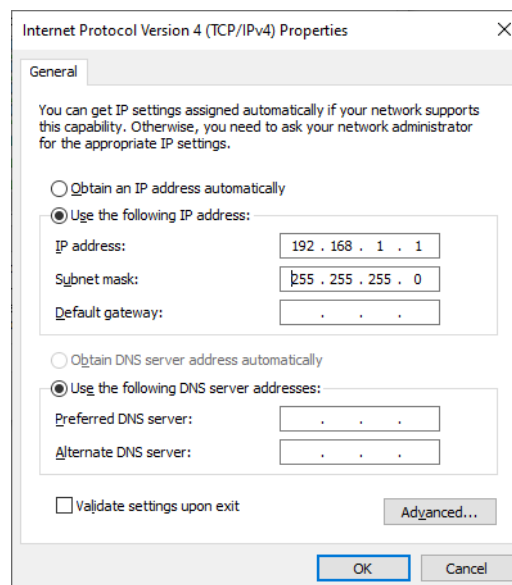 Internet Protocol Version 4 (TCP/IPv4) Properties
General
You can get IP settings assigned automatically if your network supports
this capability. Otherwise, you need to ask your network administrator
for the appropriate IP settings.
Obtain an IP address automatically
Use the following IP address:
IP address: 192 . 168 . 1 . 1
Subnet mask: 255 . 255 . 255 . 0
Default gateway: . . .
Obtain DNS server address automatically
Use the following DNS server addresses:
Preferred DNS server: . . .
Alternate DNS server: . . .
Validate settings upon exit
Advanced...
OK Cancel